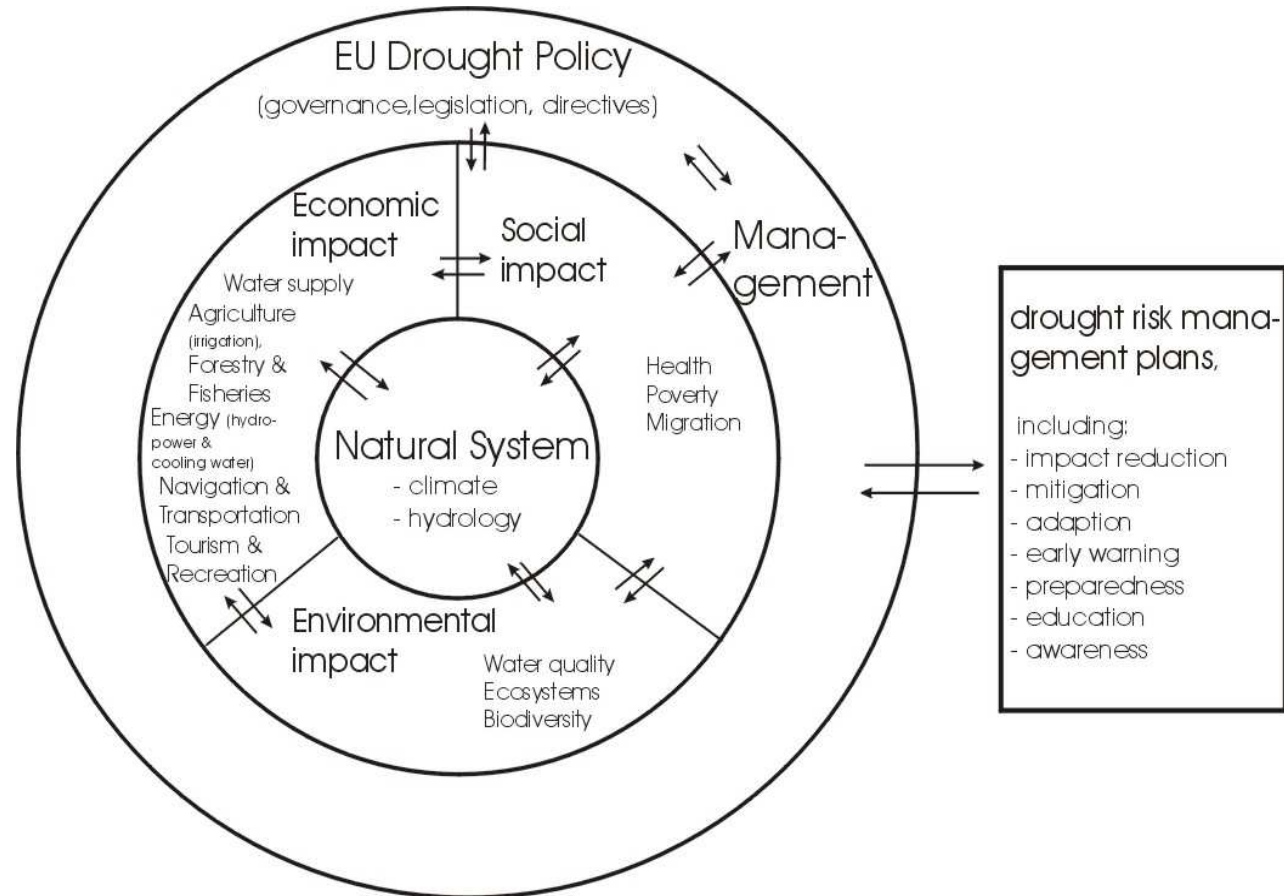 EU Drought Policy
(governance,legislation, directives)
Economic
impact
Social
impact
Mana-
gement
Water supply
Agriculture
(irrigation),
Forestry &
Fisheries
Energy (hydro-
power &
cooling water)
Navigation &
Transportation
Tourism &
Recreation
Health
Poverty
Migration
Natural System
- climate
- hydrology
Environmental
impact
Water quality
Ecosystems
Biodiversity
drought risk mana-
gement plans,
including:
- impact reduction
- mitigation
- adaption
- early warning
- preparedness
- education
- awareness